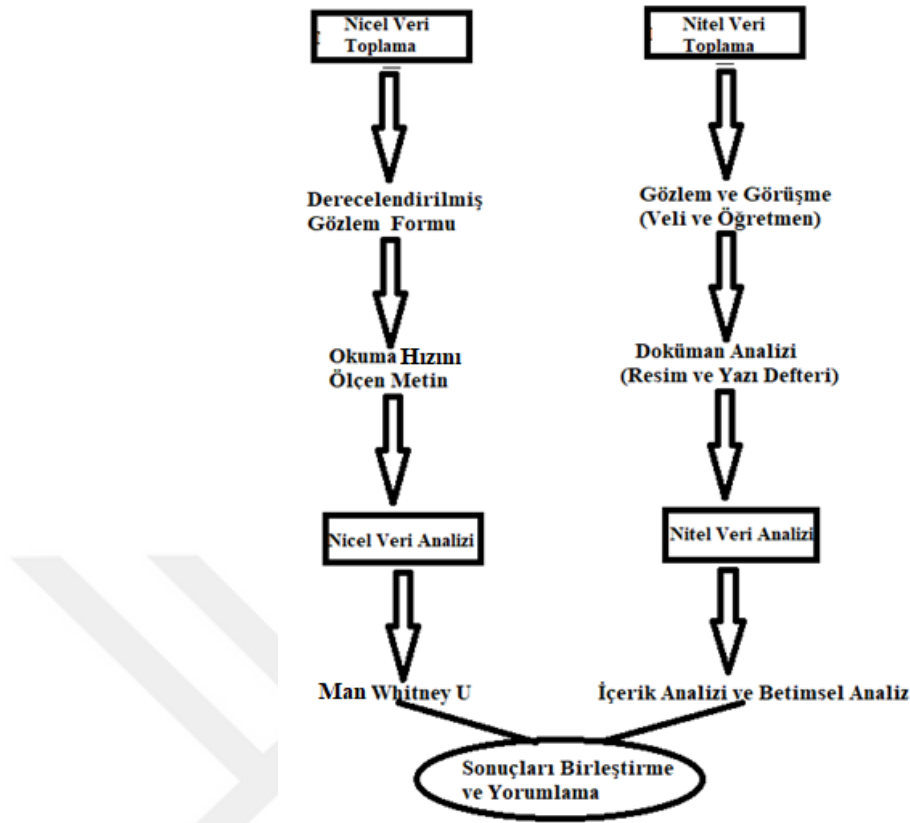 Nicel Veri
Toplama
Derecelendirilmiş
Gözlem Formu
Okuma Hızını
Ölçen Metin
Nicel Veri Analizi
Man Whitney U
Nitel Veri
Toplama
Gözlem ve Görüşme
(Veli ve Öğretmen)
Doküman Analizi
(Resim ve Yazı Defteri)
Nitel Veri Analizi
İçerik Analizi ve Betimsel Analiz
Sonuçları Birleştirme
ve Yorumlama